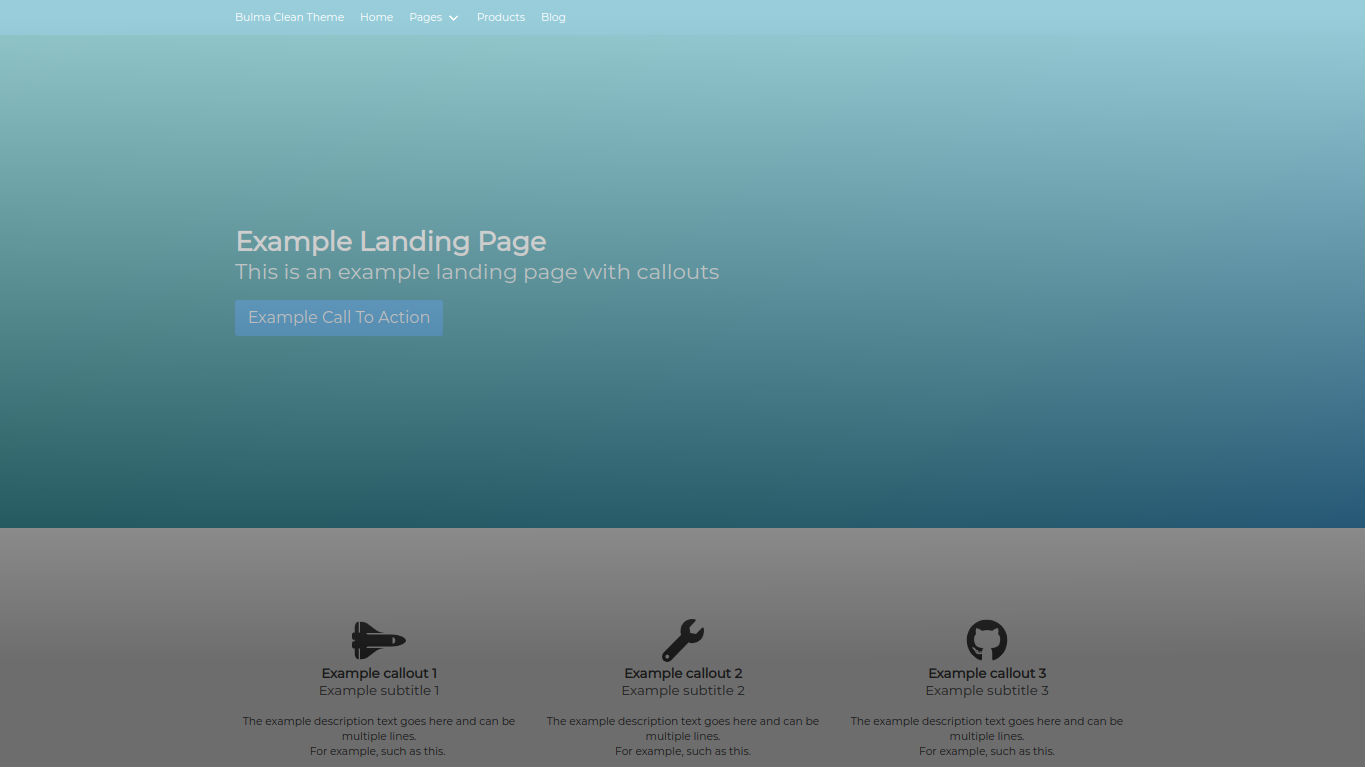 Bulma Clean Theme Home Pages Products Blog
Example Landing Page
This is an example landing page with callouts
Example Call To Action
Example callout 1
Example subtitle 1
The example description text goes here and can be
multiple lines.
For example, such as this.
Example callout 2
Example subtitle 2
The example description text goes here and can be
multiple lines.
For example, such as this.
Example callout 3
Example subtitle 3
The example description text goes here and can be
multiple lines.
For example, such as this.